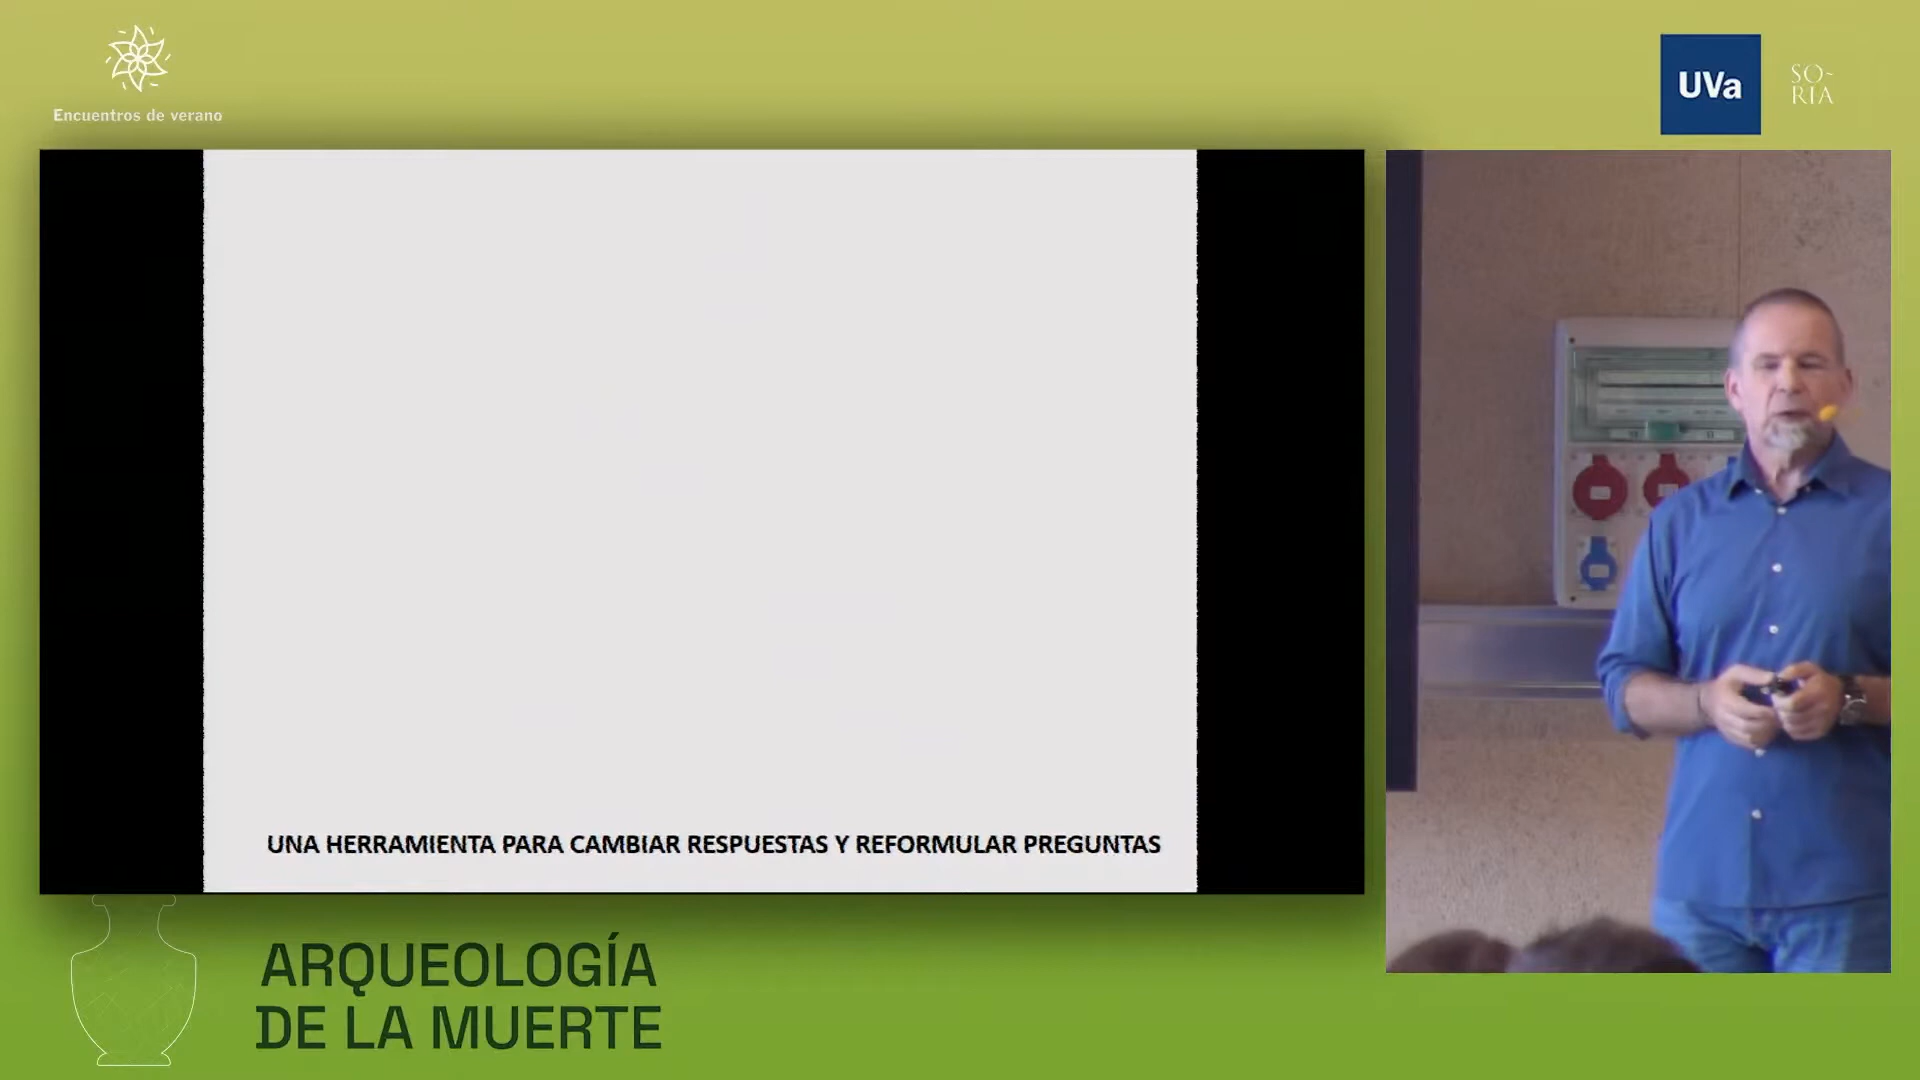 Encuentros de verano
UVa
SO-
RIA
UNA HERRAMIENTA PARA CAMBIAR RESPUESTAS Y REFORMULAR PREGUNTAS
ARQUEOLOGÍA
DE LA MUERTE